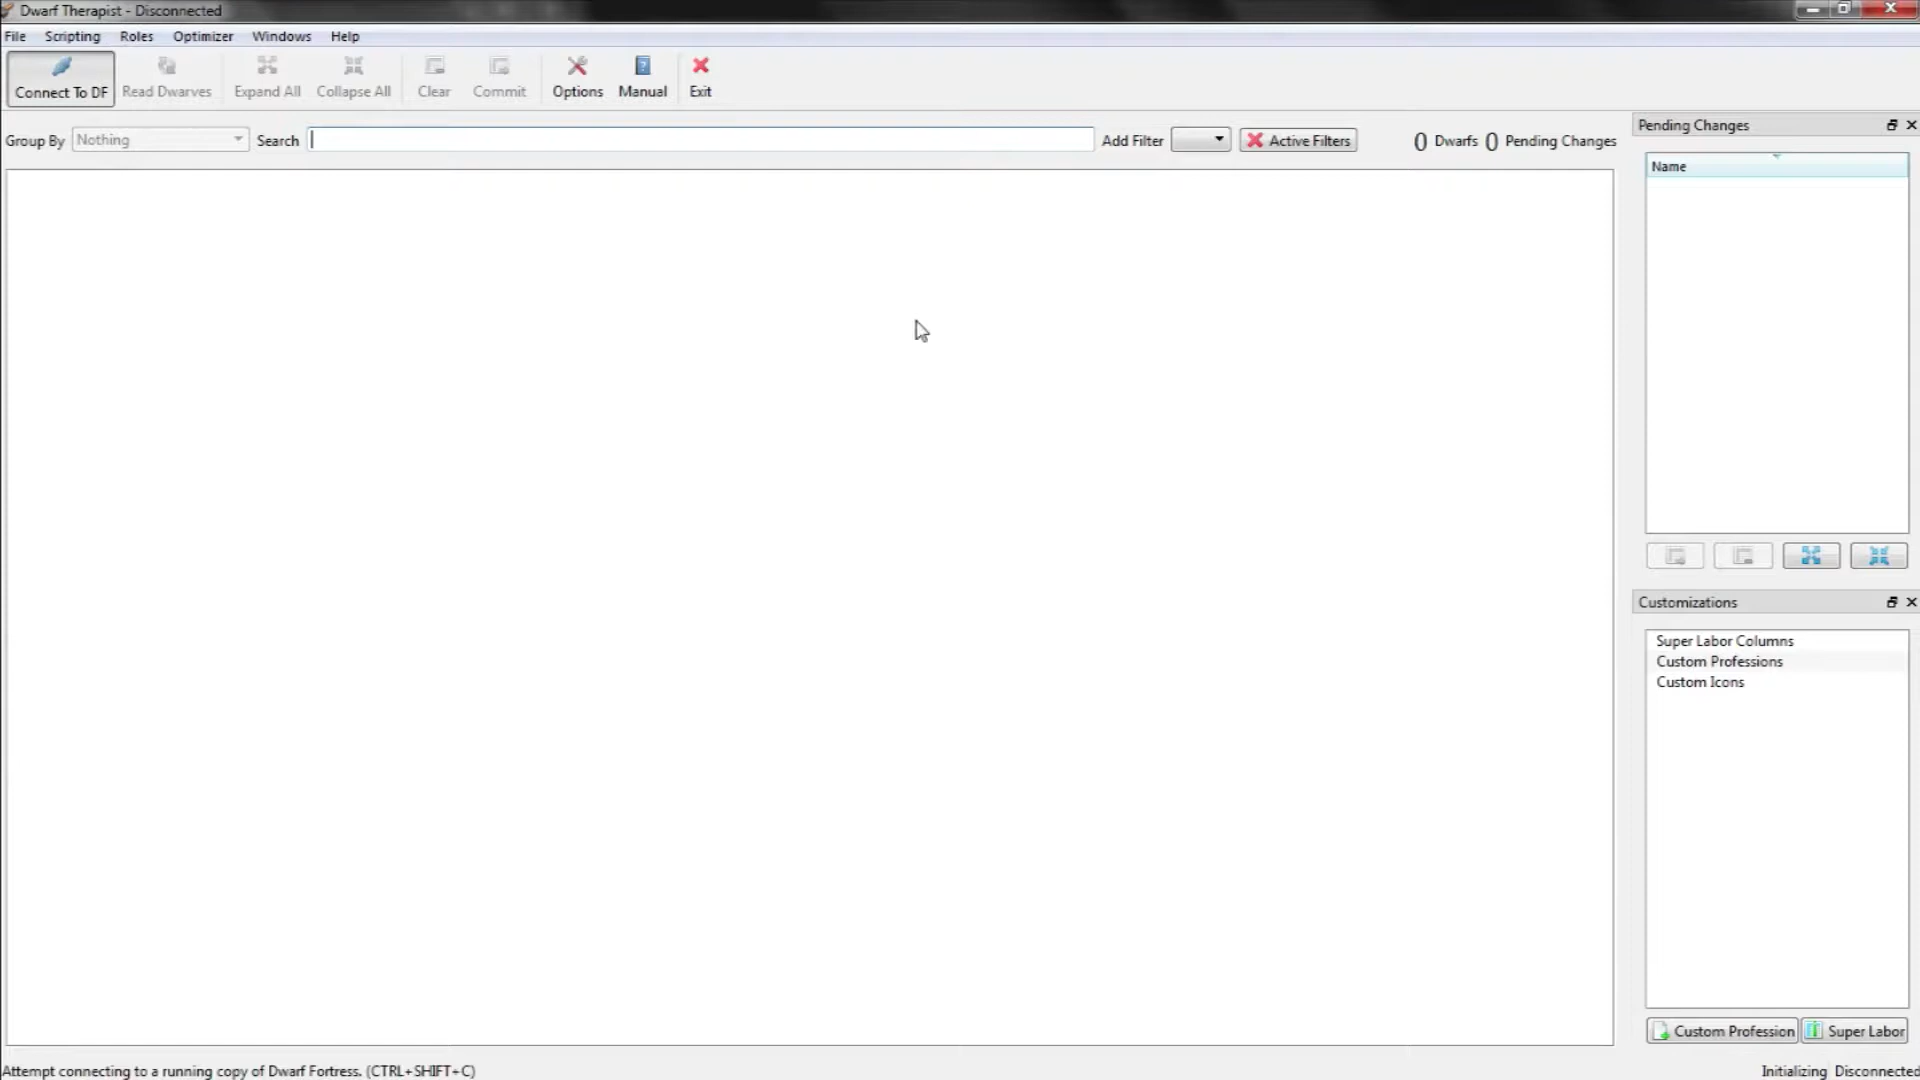 Dwarf Therapist - Disconnected
File Scripting Roles Optimizer Windows Help
Connect To DF Read Dwarves Expand All Collapse All Clear Commit Options Manual Exit
Group By Nothing Search Add Filter Active Filters 0 Dwarfs 0 Pending Changes
Pending Changes
Name
Customizations
Super Labor Columns
Custom Professions
Custom Icons
Custom Profession Super Labor
Attempt connecting to a running copy of Dwarf Fortress. (CTRL+SHIFT+C) Initializing Disconnected